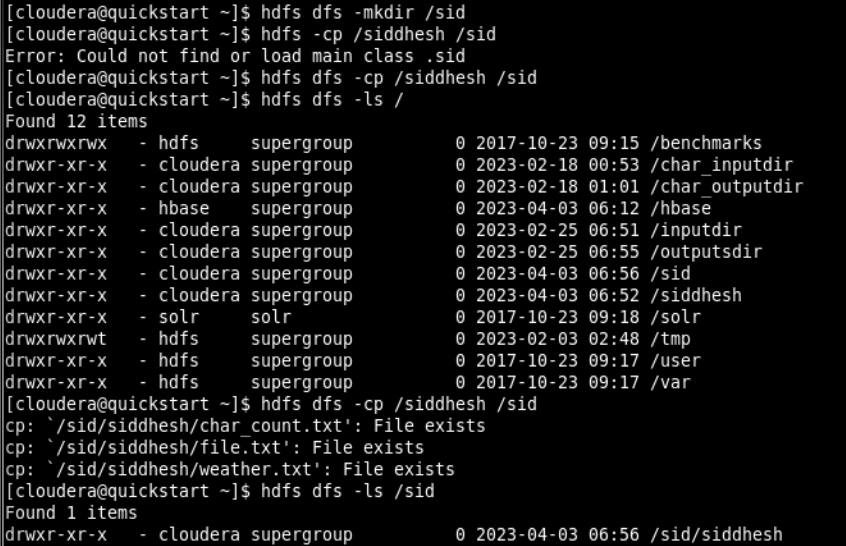 [cloudera@quickstart ~]$ hdfs dfs -mkdir /sid
[cloudera@quickstart ~]$ hdfs -cp /siddhesh /sid
Error: Could not find or load main class .sid
[cloudera@quickstart ~]$ hdfs dfs -cp /siddhesh /sid
[cloudera@quickstart ~]$ hdfs dfs -ls /
Found 12 items
drwxrwxrwx   - hdfs     supergroup          0 2017-10-23 09:15 /benchmarks
drwxr-xr-x   - cloudera supergroup          0 2023-02-18 00:53 /char_inputdir
drwxr-xr-x   - cloudera supergroup          0 2023-02-18 01:01 /char_outputdir
drwxr-xr-x   - hbase    supergroup          0 2023-04-03 06:12 /hbase
drwxr-xr-x   - cloudera supergroup          0 2023-02-25 06:51 /inputdir
drwxr-xr-x   - cloudera supergroup          0 2023-02-25 06:55 /outputsdir
drwxr-xr-x   - cloudera supergroup          0 2023-04-03 06:56 /sid
drwxr-xr-x   - cloudera supergroup          0 2023-04-03 06:52 /siddhesh
drwxr-xr-x   - solr     solr                0 2017-10-23 09:18 /solr
drwxrwxrwt   - hdfs     supergroup          0 2023-02-03 02:48 /tmp
drwxr-xr-x   - hdfs     supergroup          0 2017-10-23 09:17 /user
drwxr-xr-x   - hdfs     supergroup          0 2017-10-23 09:17 /var
[cloudera@quickstart ~]$ hdfs dfs -cp /siddhesh /sid
cp: `/sid/siddhesh/char_count.txt': File exists
cp: `/sid/siddhesh/file.txt': File exists
cp: `/sid/siddhesh/weather.txt': File exists
[cloudera@quickstart ~]$ hdfs dfs -ls /sid
Found 1 items
drwxr-xr-x   - cloudera supergroup          0 2023-04-03 06:56 /sid/siddhesh